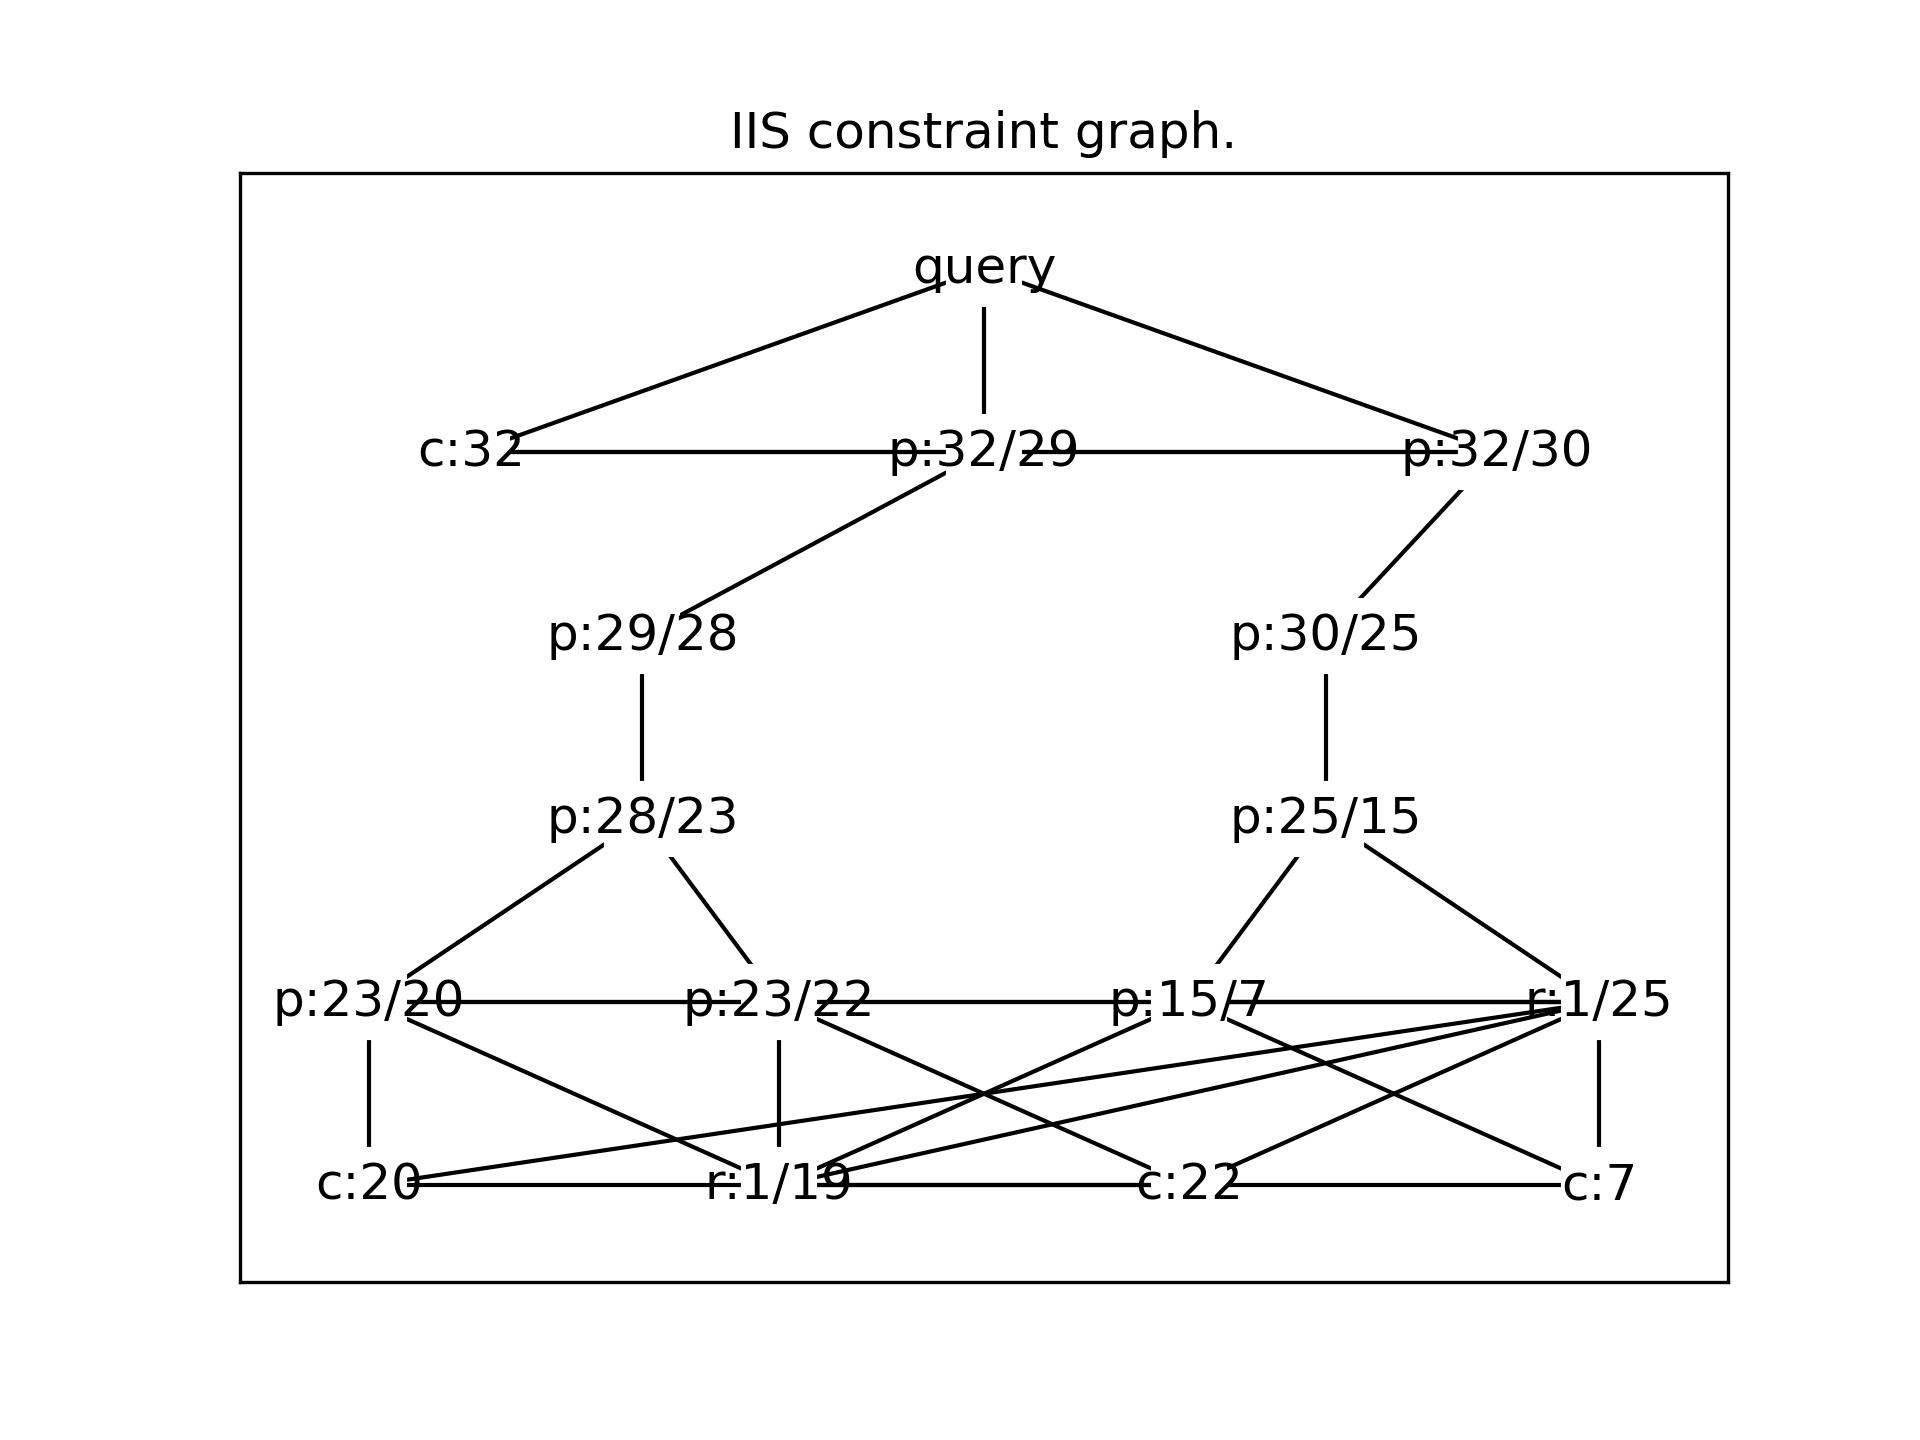 IIS constraint graph.
query
c:32 p:32/29 p:32/30
p:29/28 p:30/25
p:28/23 p:25/15
p:23/20 p:23/22 p:15/7 r:1/25
c:20 r:1/19 c:22 c:7